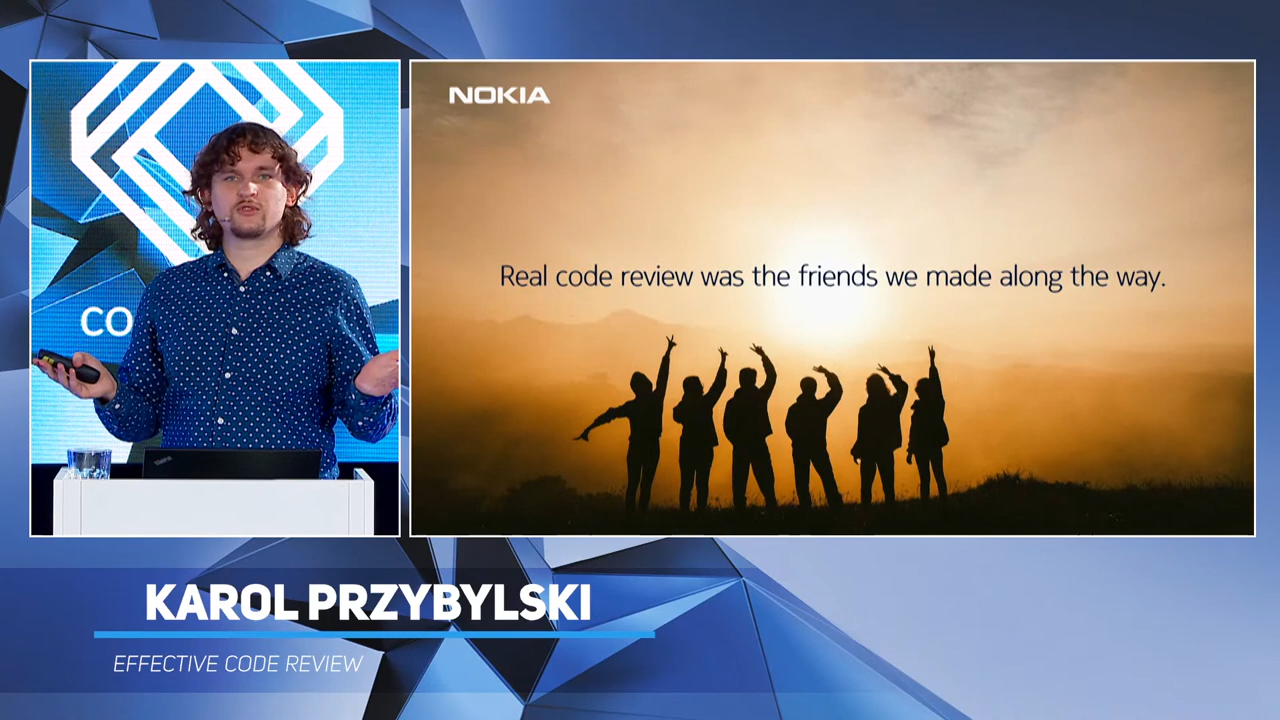 NOKIA
Real code review was the friends we made along the way.
CO
KAROL PRZYBYLSKI
EFFECTIVE CODE REVIEW